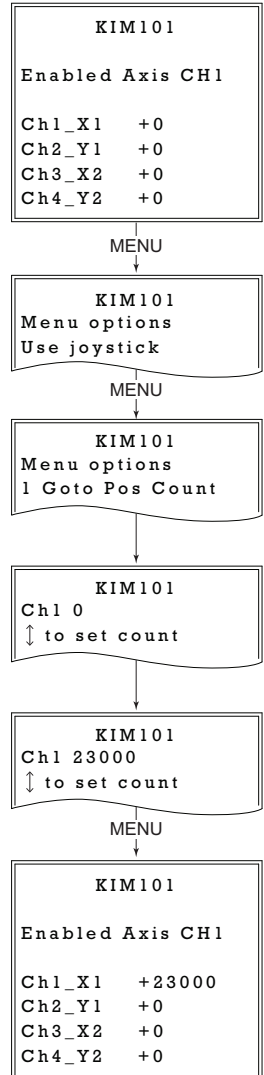 KIM101
Enabled Axis CH1
Ch1_X1 +0
Ch2_Y1 +0
Ch3_X2 +0
Ch4_Y2 +0
MENU
KIM101
Menu options
Use joystick
MENU
KIM101
Menu options
1 Goto Pos Count
KIM101
Ch1 0
↕ to set count
KIM101
Ch1 23000
↕ to set count
MENU
KIM101
Enabled Axis CH1
Ch1_X1 +23000
Ch2_Y1 +0
Ch3_X2 +0
Ch4_Y2 +0